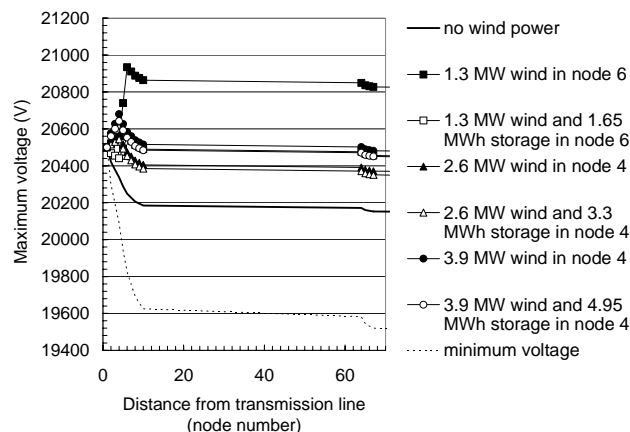 21200
21000
20800
20600
20400
20200
20000
19800
19600
19400
Maximum voltage (V)
0
20
40
60
Distance from transmission line
(node number)
no wind power
1.3 MW wind in node 6
1.3 MW wind and 1.65
MWh storage in node 6
2.6 MW wind in node 4
2.6 MW wind and 3.3
MWh storage in node 4
3.9 MW wind in node 4
3.9 MW wind and 4.95
MWh storage in node 4
minimum voltage